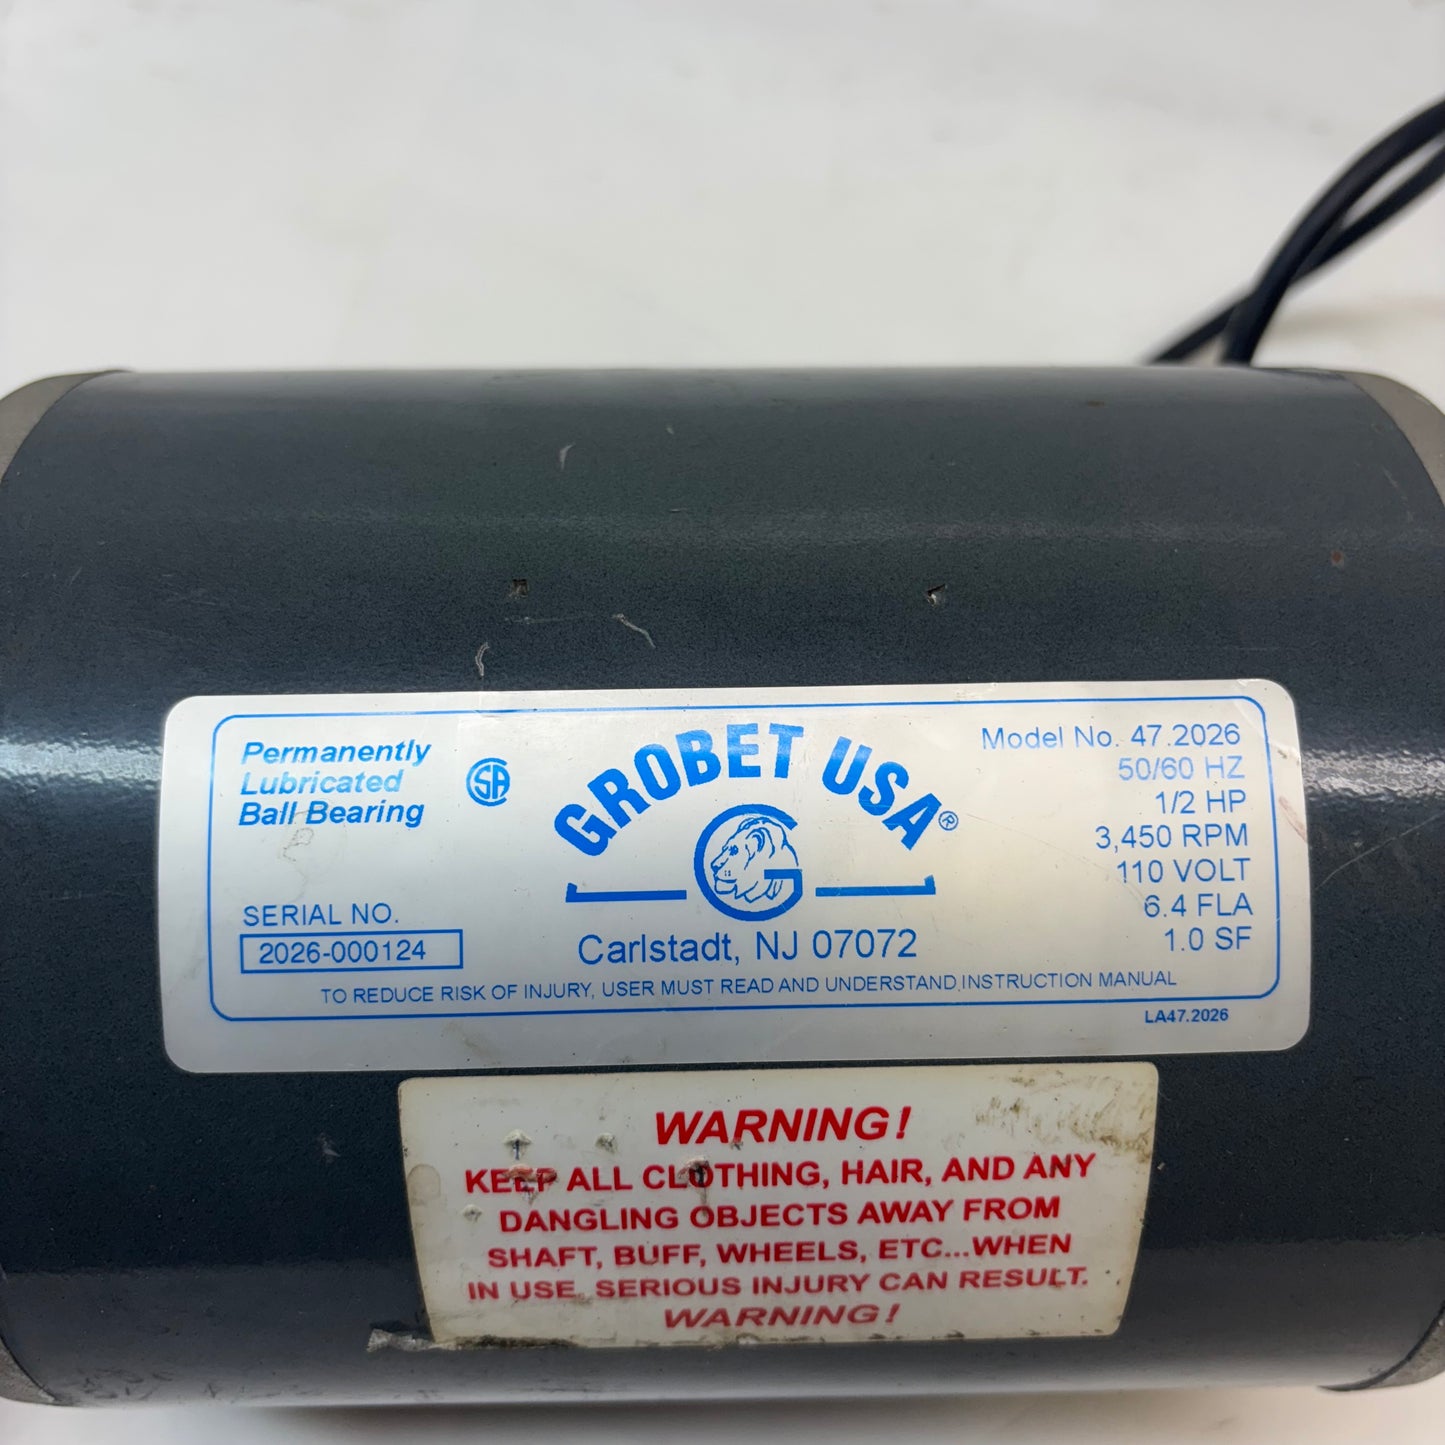 Permanently
Lubricated
Ball Bearing
SA
SERIAL NO.
2026-000124
GROBET USA®
G
Carlstadt, NJ 07072
Model No. 47.2026
50/60 HZ
1/2 HP
3,450 RPM
110 VOLT
6.4 FLA
1.0 SF
TO REDUCE RISK OF INJURY, USER MUST READ AND UNDERSTAND INSTRUCTION MANUAL
LA47.2026
WARNING!
KEEP ALL CLOTHING, HAIR, AND ANY
DANGLING OBJECTS AWAY FROM
SHAFT, BUFF, WHEELS, ETC...WHEN
IN USE, SERIOUS INJURY CAN RESULT.
WARNING!